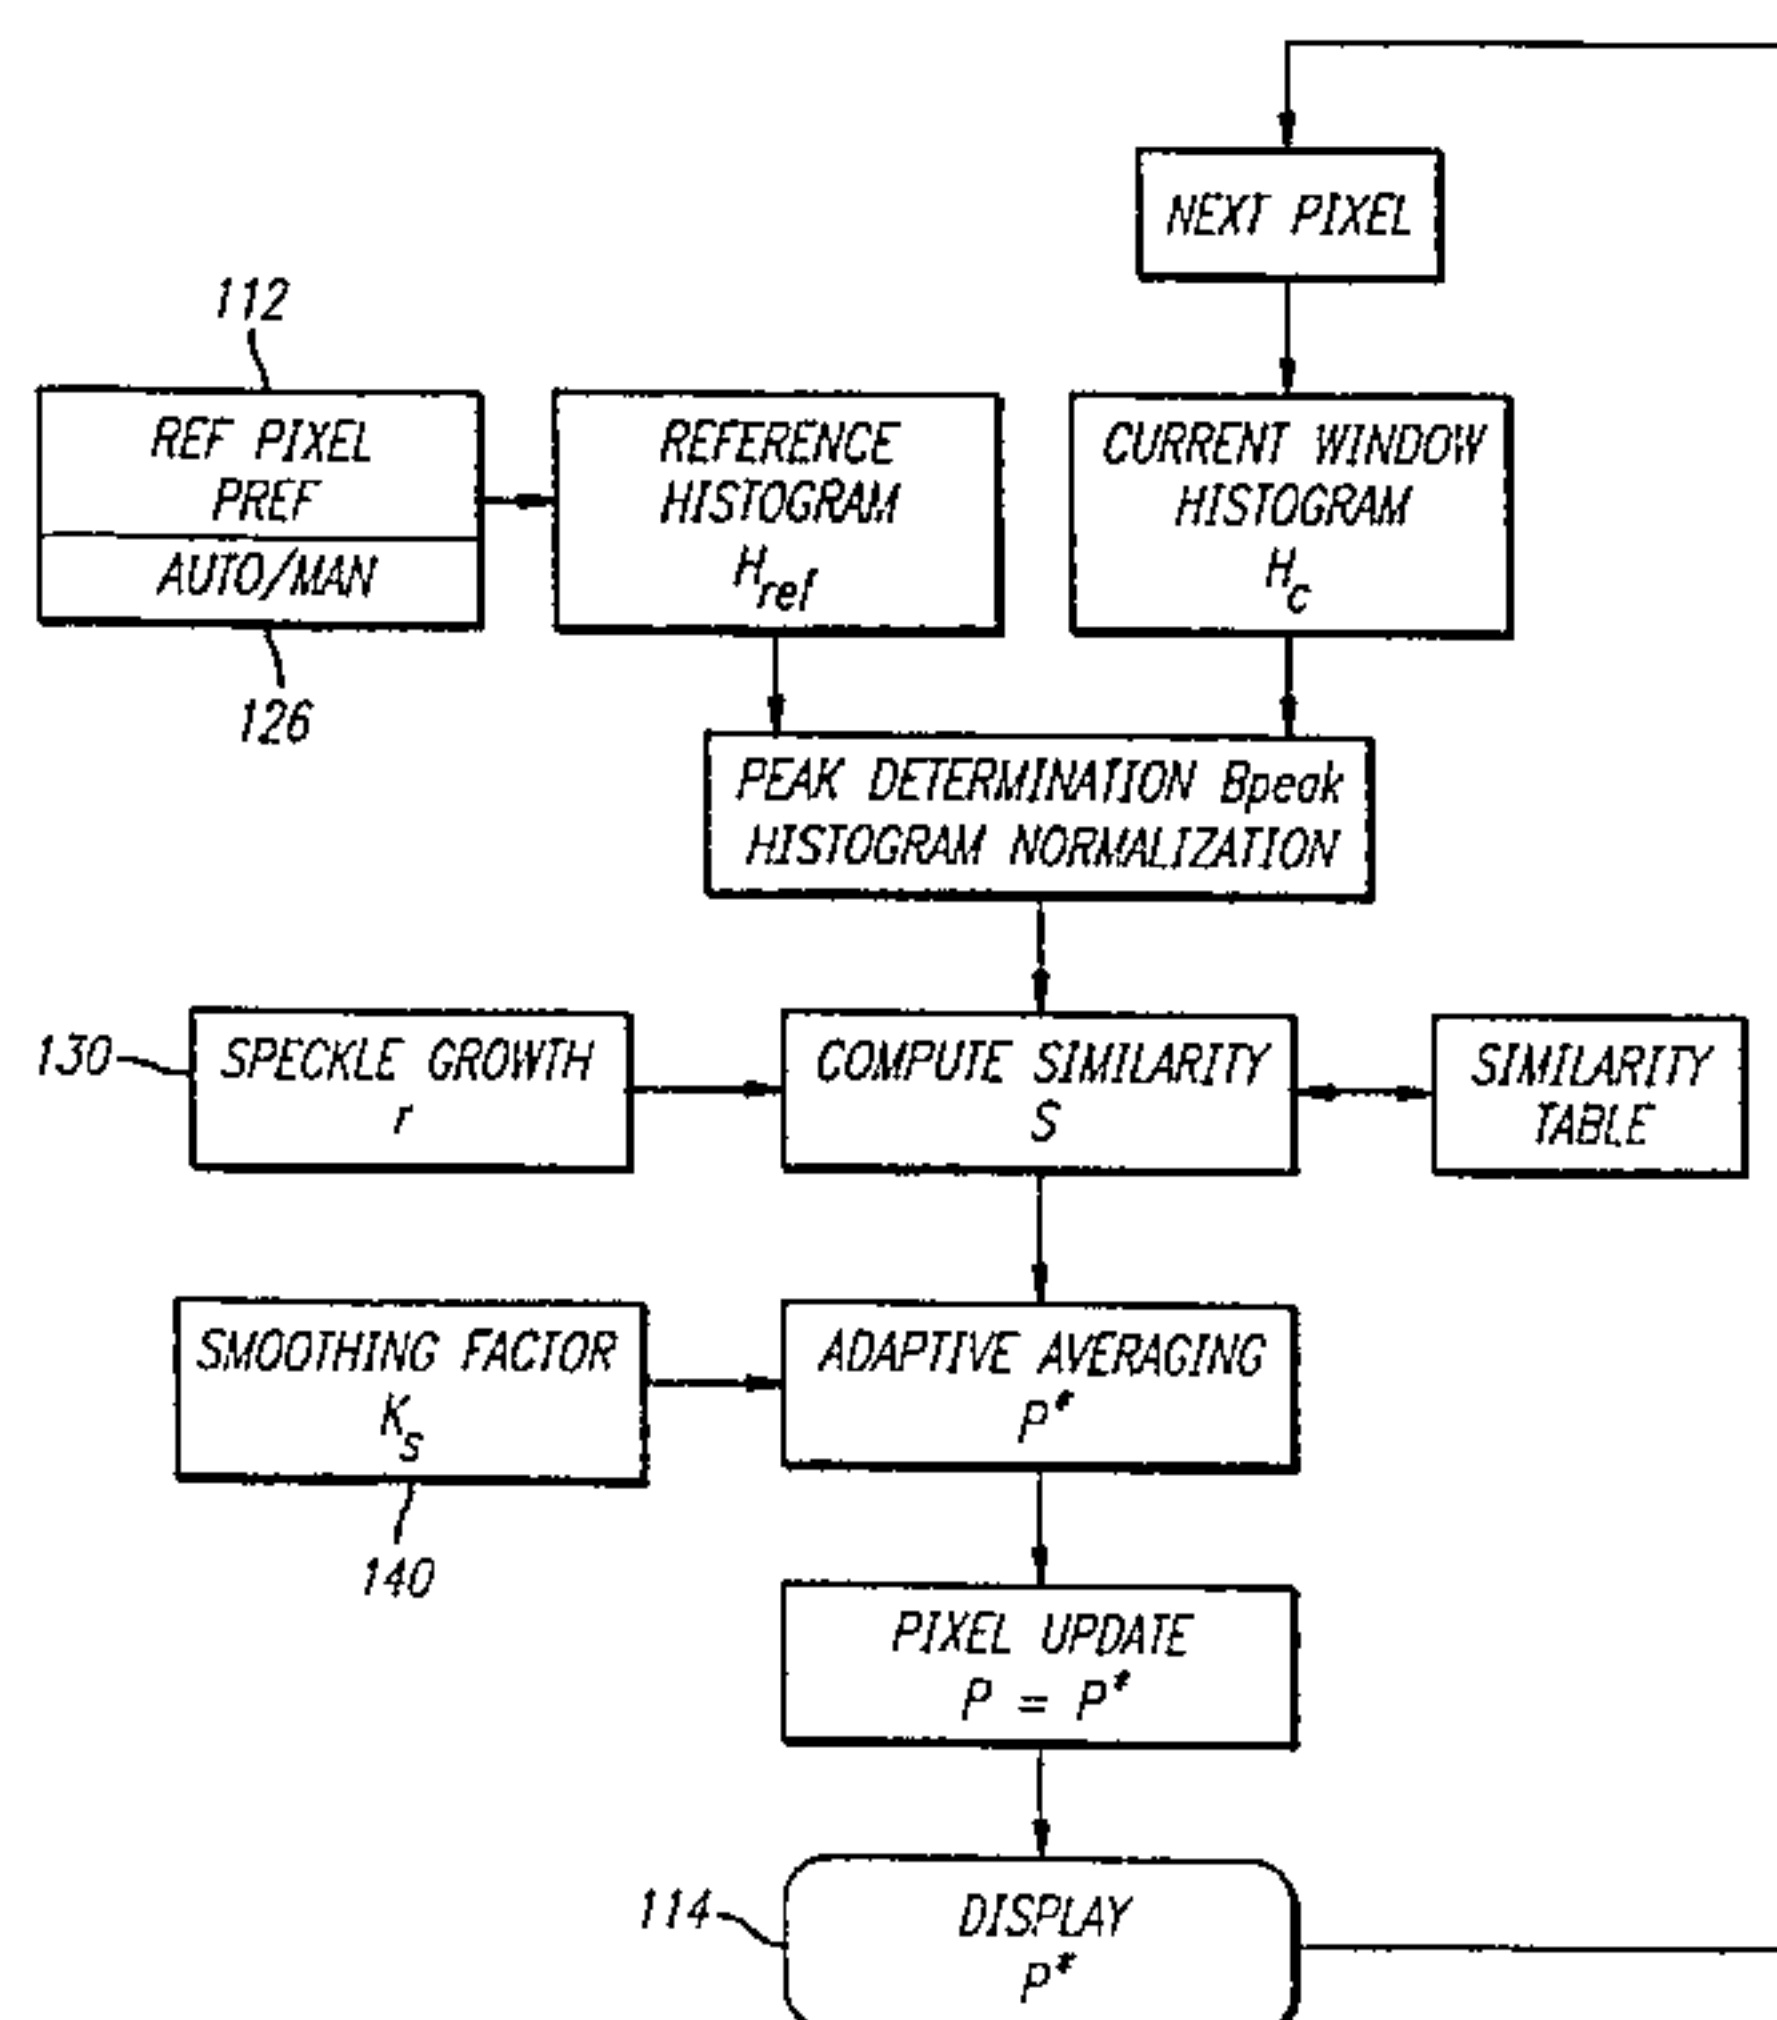 NEXT PIXEL
112
REF PIXEL
PREF
AUTO/MAN
126
REFERENCE
HISTOGRAM
Href
CURRENT WINDOW
HISTOGRAM
Hc
PEAK DETERMINATION Bpeak
HISTOGRAM NORMALIZATION
130
SPECKLE GROWTH
r
COMPUTE SIMILARITY
S
SIMILARITY
TABLE
SMOOTHING FACTOR
Ks
140
ADAPTIVE AVERAGING
P*
PIXEL UPDATE
P = P*
114
DISPLAY
P*